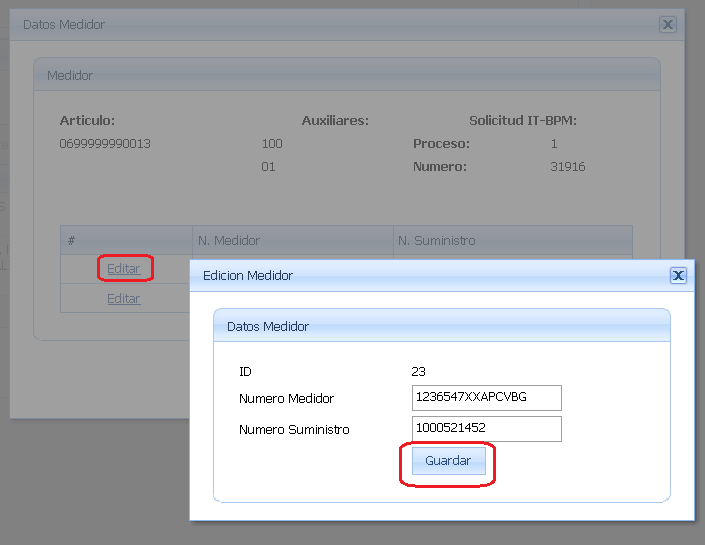 Datos Medidor
Medidor
Articulo: Auxiliares: Solicitud IT-BPM:
0699999990013 100 Proceso: 1
01 Numero: 31916
# N. Medidor N. Suministro
Editar
Editar
Edicion Medidor
Datos Medidor
ID 23
Numero Medidor 1236547XXAPCVBG
Numero Suministro 1000521452
Guardar